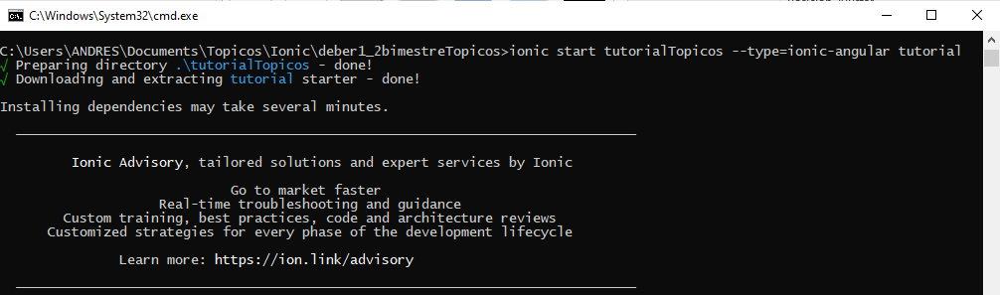 C:\Windows\System32\cmd.exe
C:\Users\ANDRES\Documents\Topicos\Ionic\deber1_2bimestreTopicos>ionic start tutorialTopicos --type=ionic-angular tutorial
√ Preparing directory .\tutorialTopicos - done!
√ Downloading and extracting tutorial starter - done!
Installing dependencies may take several minutes.
Ionic Advisory, tailored solutions and expert services by Ionic
Go to market faster
Real-time troubleshooting and guidance
Custom training, best practices, code and architecture reviews
Customized strategies for every phase of the development lifecycle
Learn more: https://ion.link/advisory